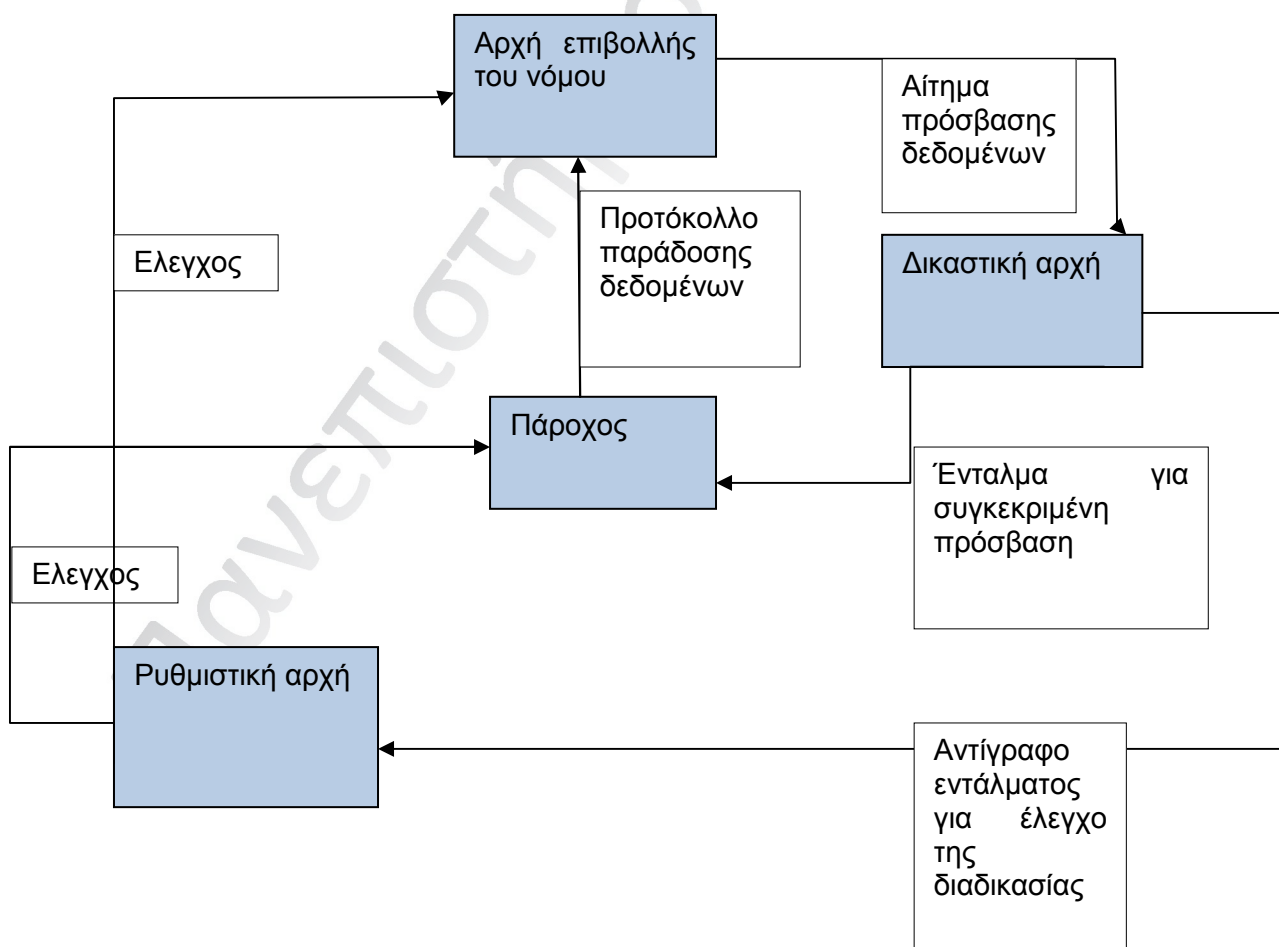 Αρχή επιβολλής
του νόμου
Αίτημα
πρόσβασης
δεδομένων
Προτόκολλο
παράδοσης
δεδομένων
Ελεγχος
Δικαστική αρχή
Πάροχος
Ένταλμα για
συγκεκριμένη
πρόσβαση
Ελεγχος
Ρυθμιστική αρχή
Αντίγραφο
εντάλματος
για έλεγχο
της
διαδικασίας